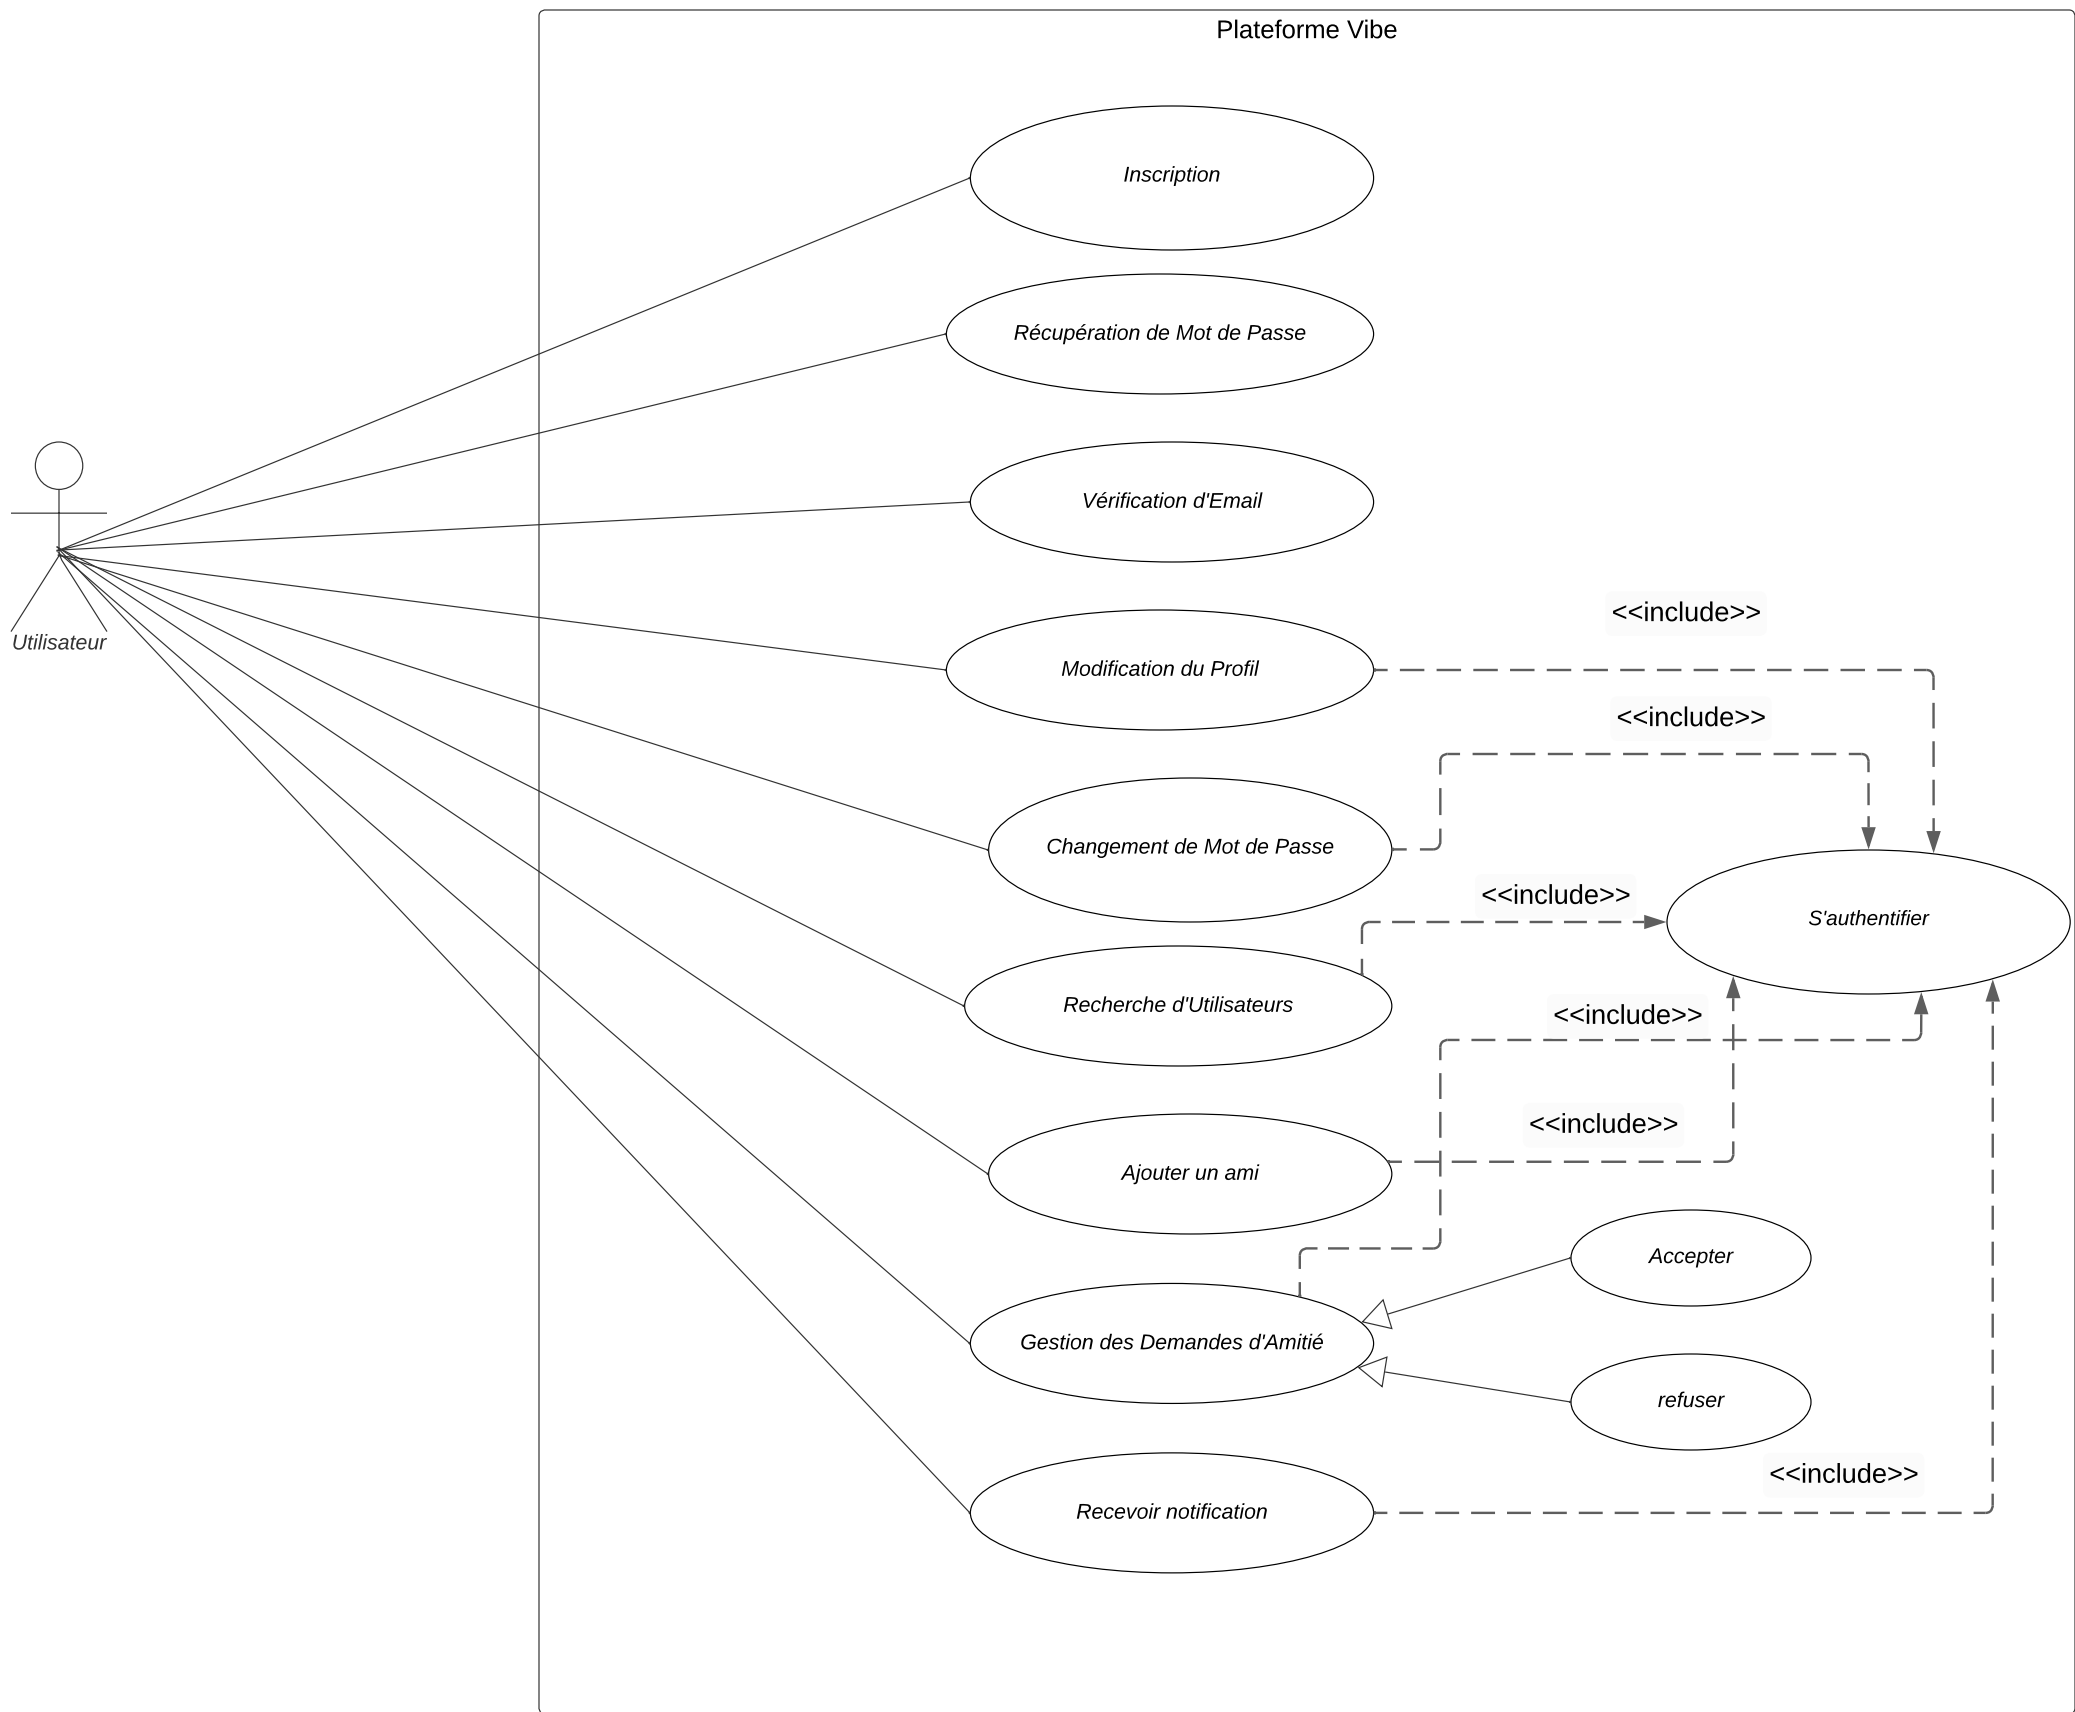 Plateforme Vibe
Inscription
Récupération de Mot de Passe
Vérification d'Email
Utilisateur
<<include>>
Modification du Profil
<<include>>
Changement de Mot de Passe
<<include>>
S'authentifier
Recherche d'Utilisateurs
<<include>>
<<include>>
Ajouter un ami
Accepter
Gestion des Demandes d'Amitié
refuser
<<include>>
Recevoir notification